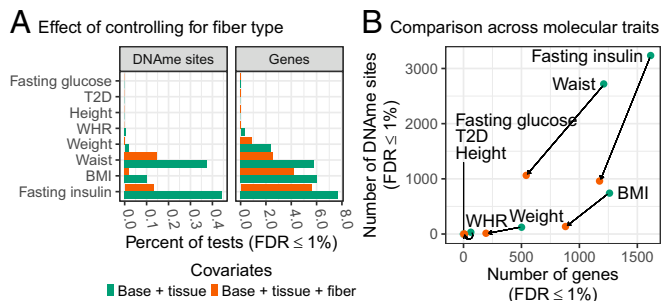 A Effect of controlling for fiber type
DNAme sites
Genes
Fasting glucose
T2D
Height
WHR
Weight
Waist
BMI
Fasting insulin
0.0 0.1 0.2 0.3 0.4
0.0 2.0 4.0 6.0 8.0
Percent of tests (FDR ≤ 1%)
Covariates
Base + tissue
Base + tissue + fiber
B Comparison across molecular traits
Number of DNAme sites
(FDR ≤ 1%)
3000
2000
1000
0
Fasting insulin
Waist
Fasting glucose
T2D
Height
BMI
WHR
Weight
0 500 1000 1500
Number of genes
(FDR ≤ 1%)